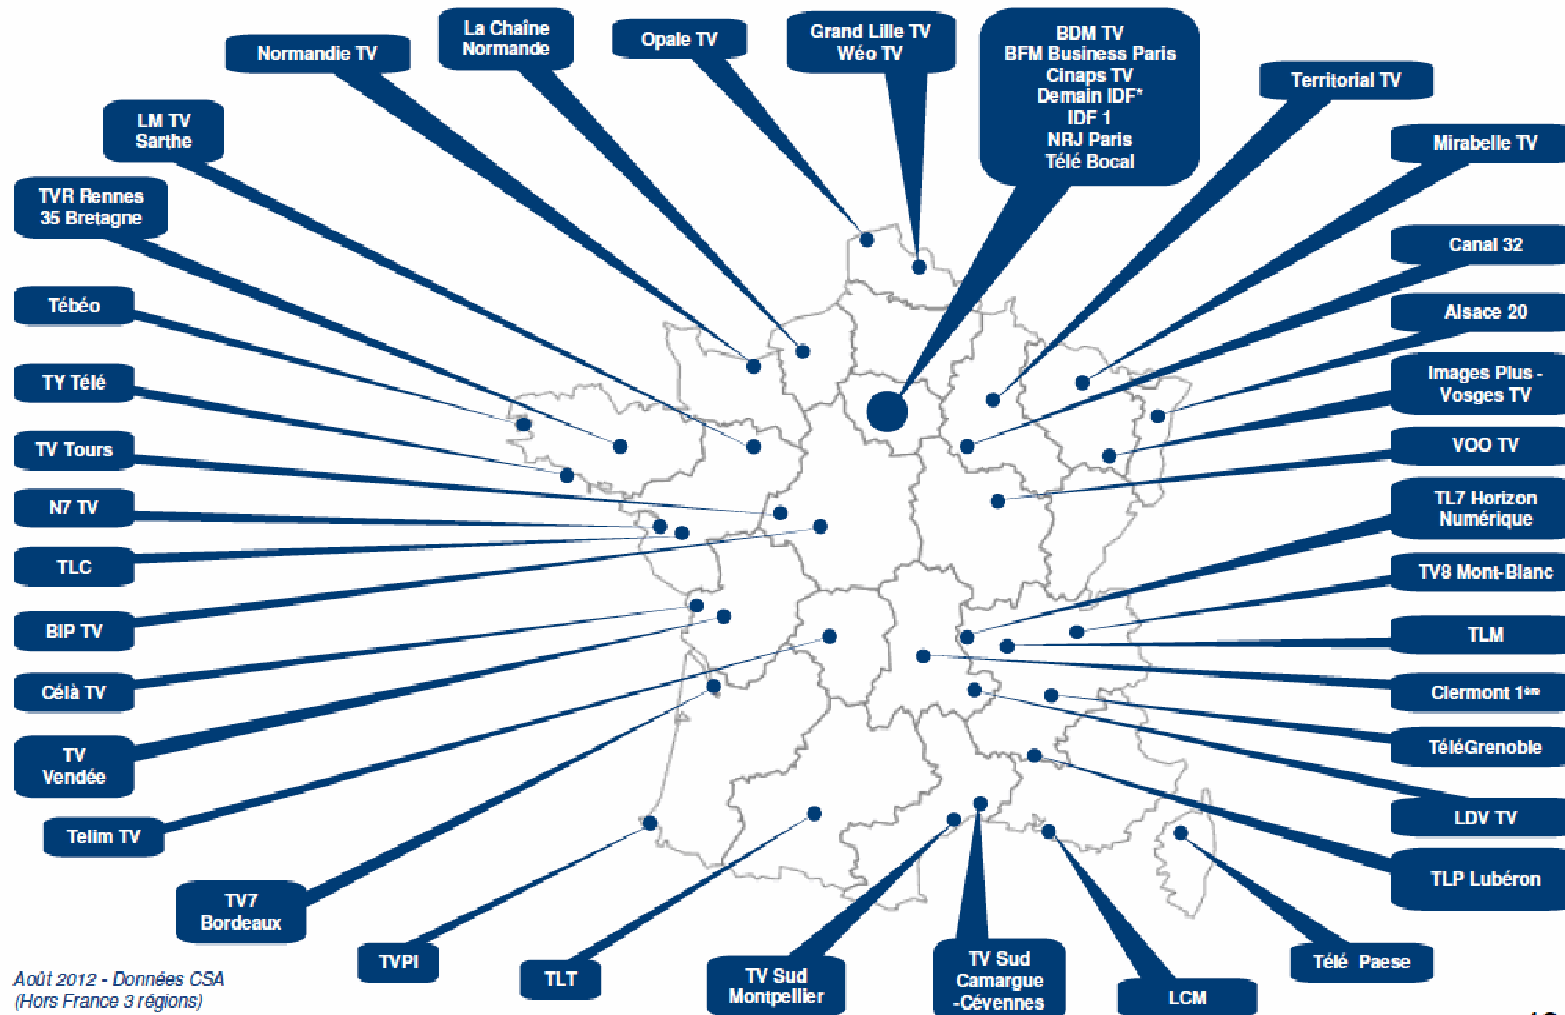 La Chaîne
Normande
Normandie TV
Opale TV
Grand Lille TV
Wéo TV
BDM TV
BFM Business Paris
Cinaps TV
Demain IDF*
IDF 1
NRJ Paris
Télé Bocal
Territorial TV
LM TV
Sarthe
Mirabelle TV
TVR Rennes
35 Bretagne
Canal 32
Tébéo
Alsace 20
TY Télé
Images Plus -
Vosges TV
TV Tours
VOO TV
N7 TV
TL7 Horizon
Numérique
TLC
TV8 Mont-Blanc
BIP TV
TLM
Célà TV
Clermont 1ère
TV
Vendée
TéléGrenoble
Telim TV
LDV TV
TLP Lubéron
TV7
Bordeaux
TVPI
TLT
TV Sud
Montpellier
TV Sud
Camargue
-Cévennes
LCM
Télé Paese
Août 2012 - Données CSA
(Hors France 3 régions)